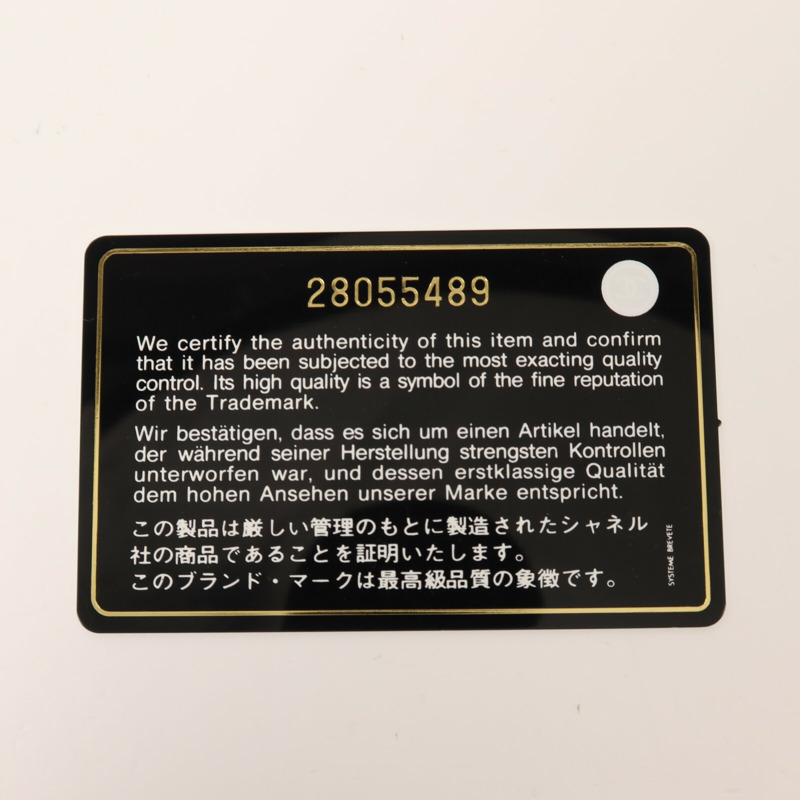 28055489
We certify the authenticity of this item and confirm
that it has been subjected to the most exacting quality
control. Its high quality is a symbol of the fine reputation
of the Trademark.
Wir bestätigen, dass es sich um einen Artikel handelt,
der während seiner Herstellung strengsten Kontrollen
unterworfen war, und dessen erstklassige Qualität
dem hohen Ansehen unserer Marke entspricht.
この製品は厳しい管理のもとに製造されたシャネル
社の商品であることを証明いたします。
このブランド・マークは最高級品質の象徴です。
SYSTEME BREVETE